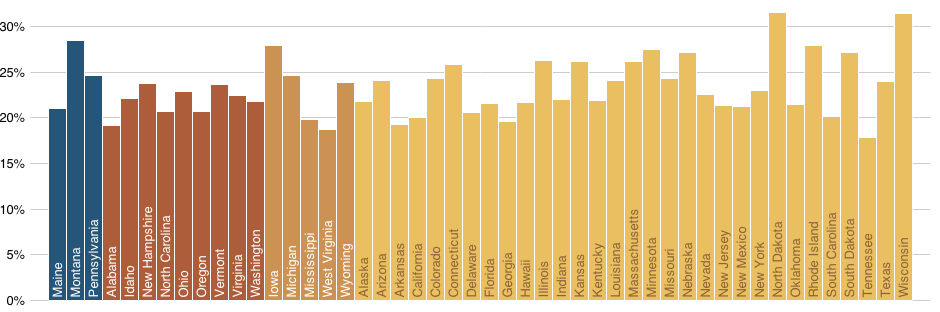 30%
25%
20%
15%
10%
5%
0%
Maine
Montana
Pennsylvania
Alabama
Idaho
New Hampshire
North Carolina
Ohio
Oregon
Vermont
Virginia
Washington
Iowa
Michigan
Mississippi
West Virginia
Wyoming
Alaska
Arizona
Arkansas
California
Colorado
Connecticut
Delaware
Florida
Georgia
Hawaii
Illinois
Indiana
Kansas
Kentucky
Louisiana
Massachusetts
Minnesota
Missouri
Nebraska
Nevada
New Jersey
New Mexico
New York
North Dakota
Oklahoma
Rhode Island
South Carolina
South Dakota
Tennessee
Texas
Wisconsin